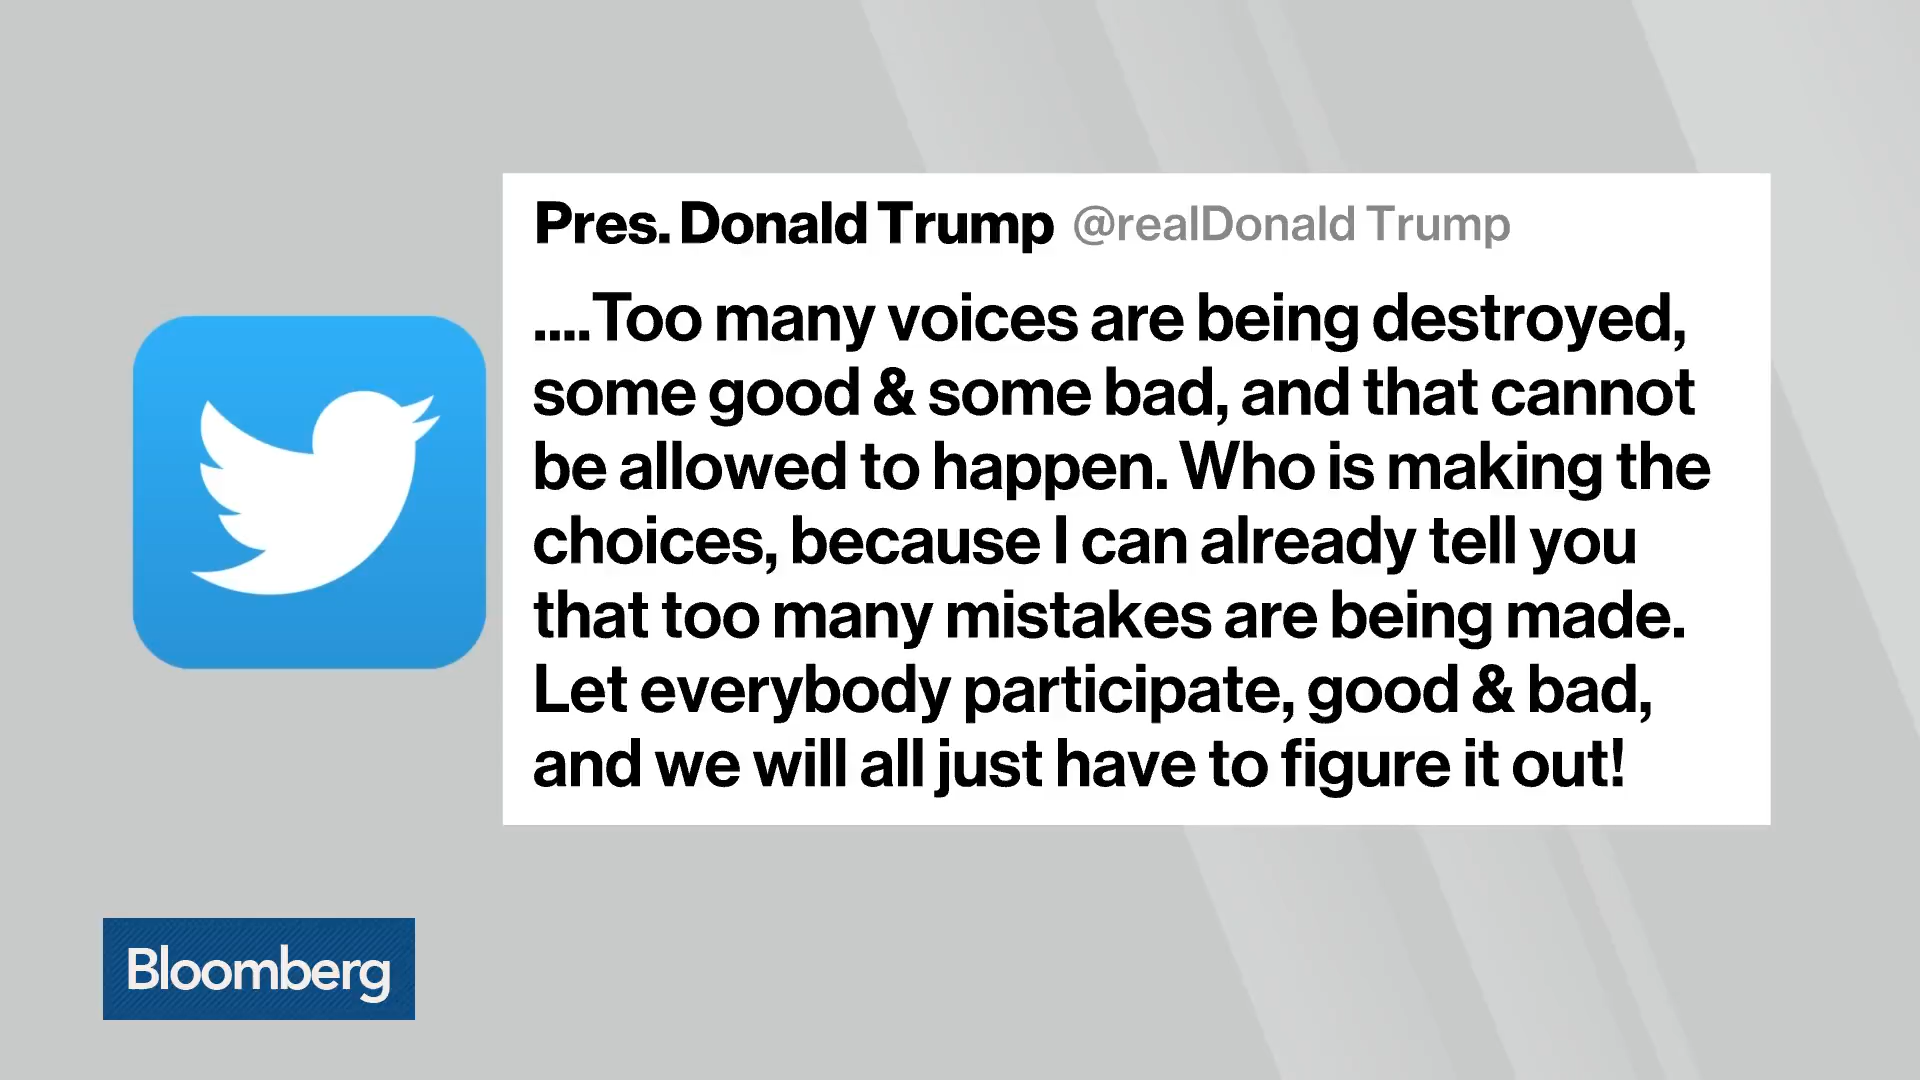 Pres. Donald Trump @realDonald Trump
....Too many voices are being destroyed,
some good & some bad, and that cannot
be allowed to happen. Who is making the
choices, because I can already tell you
that too many mistakes are being made.
Let everybody participate, good & bad,
and we will all just have to figure it out!
Bloomberg